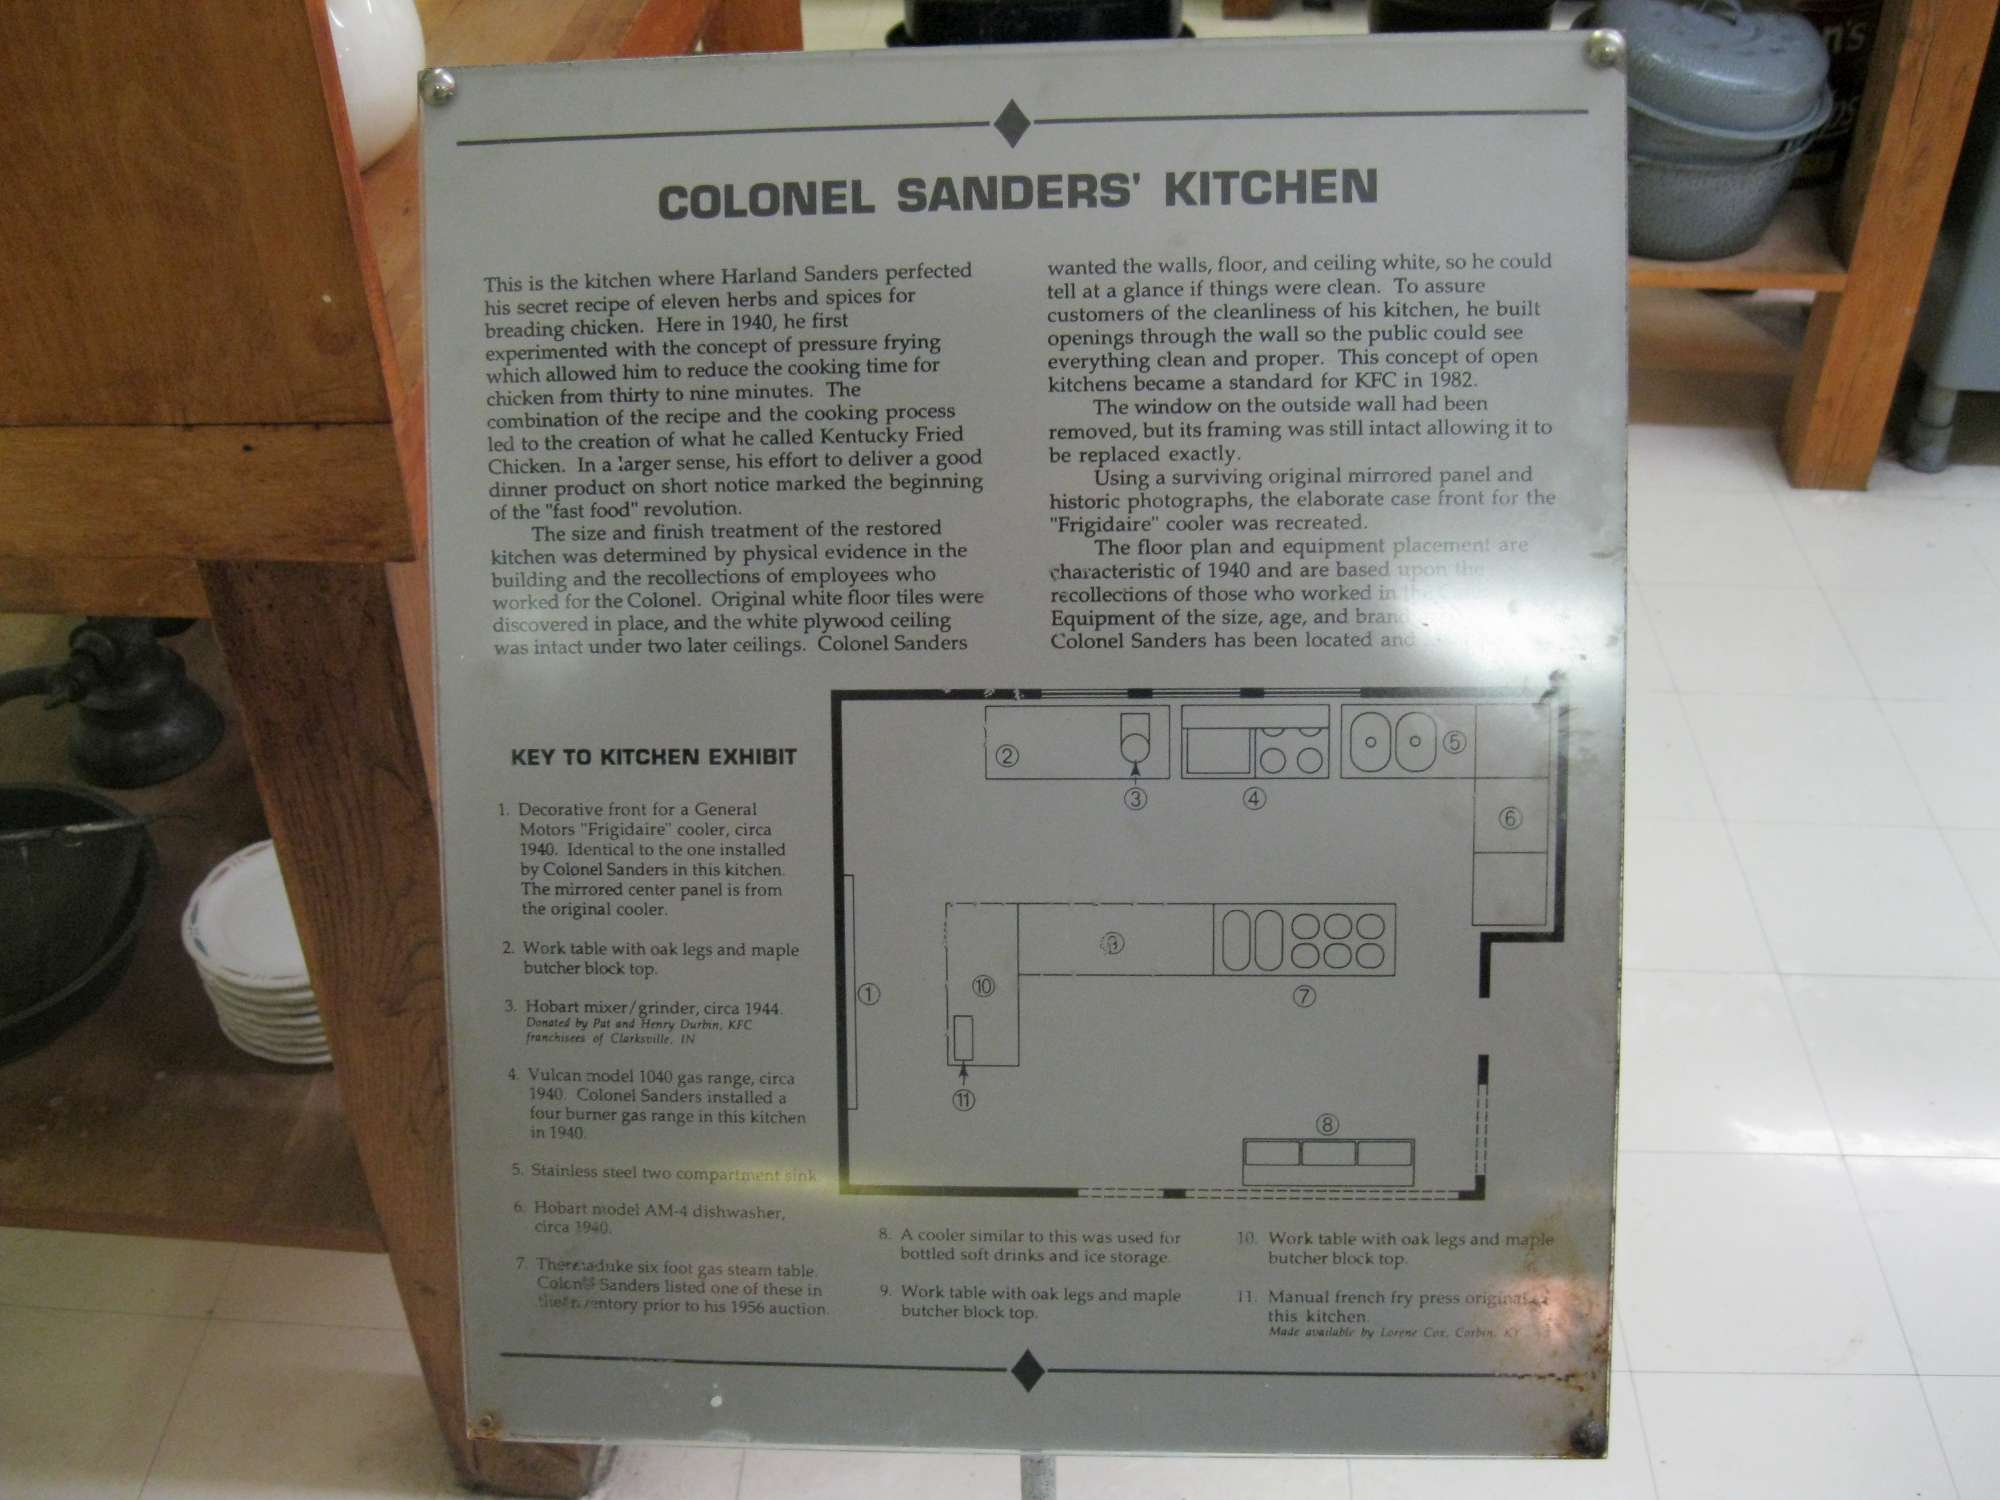 COLONEL SANDERS' KITCHEN
This is the kitchen where Harland Sanders perfected
his secret recipe of eleven herbs and spices for
breading chicken. Here in 1940, he first
experimented with the concept of pressure frying
which allowed him to reduce the cooking time for
chicken from thirty to nine minutes. The
combination of the recipe and the cooking process
led to the creation of what he called Kentucky Fried
Chicken. In a larger sense, his effort to deliver a good
dinner product on short notice marked the beginning
of the "fast food" revolution.
The size and finish treatment of the restored
kitchen was determined by physical evidence in the
building and the recollections of employees who
worked for the Colonel. Original white floor tiles were
discovered in place, and the white plywood ceiling
was intact under two later ceilings. Colonel Sanders
wanted the walls, floor, and ceiling white, so he could
tell at a glance if things were clean. To assure
customers of the cleanliness of his kitchen, he built
openings through the wall so the public could see
everything clean and proper. This concept of open
kitchens became a standard for KFC in 1982.
The window on the outside wall had been
removed, but its framing was still intact allowing it to
be replaced exactly.
Using a surviving original mirrored panel and
historic photographs, the elaborate case front for the
"Frigidaire" cooler was recreated.
The floor plan and equipment placement are
characteristic of 1940 and are based upon the
recollections of those who worked in the
Equipment of the size, age, and brand
Colonel Sanders has been located and
KEY TO KITCHEN EXHIBIT
1. Decorative front for a General
Motors "Frigidaire" cooler, circa
1940. Identical to the one installed
by Colonel Sanders in this kitchen.
The mirrored center panel is from
the original cooler.
2. Work table with oak legs and maple
butcher block top.
3. Hobart mixer/grinder, circa 1944.
Donated by Pat and Henry Durbin, KFC
franchisees of Clarksville, IN
4. Vulcan model 1040 gas range, circa
1940. Colonel Sanders installed a
four burner gas range in this kitchen
in 1940.
5. Stainless steel two compartment sink.
6. Hobart model AM-4 dishwasher,
circa 1940.
7. Thermaduke six foot gas steam table.
Colonel Sanders listed one of these in
the inventory prior to his 1956 auction.
8. A cooler similar to this was used for
bottled soft drinks and ice storage.
9. Work table with oak legs and maple
butcher block top.
10. Work table with oak legs and maple
butcher block top.
11. Manual french fry press original to
this kitchen.
Made available by Lorene Cox, Corbin, KY
2
3
4
5
6
1
10
9
7
11
8
n's